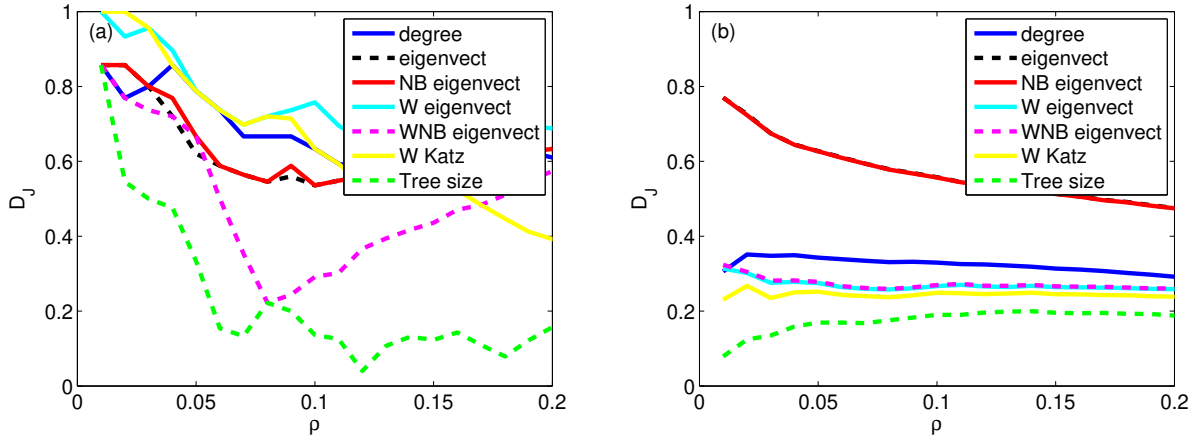 (a)
degree
eigenvect
NB eigenvect
W eigenvect
WNB eigenvect
W Katz
Tree size
1
0.8
0.6
0.4
0.2
0
D_J
0 0.05 0.1 0.15 0.2
ρ
(b)
degree
eigenvect
NB eigenvect
W eigenvect
WNB eigenvect
W Katz
Tree size
1
0.8
0.6
0.4
0.2
0
D_J
0 0.05 0.1 0.15 0.2
ρ